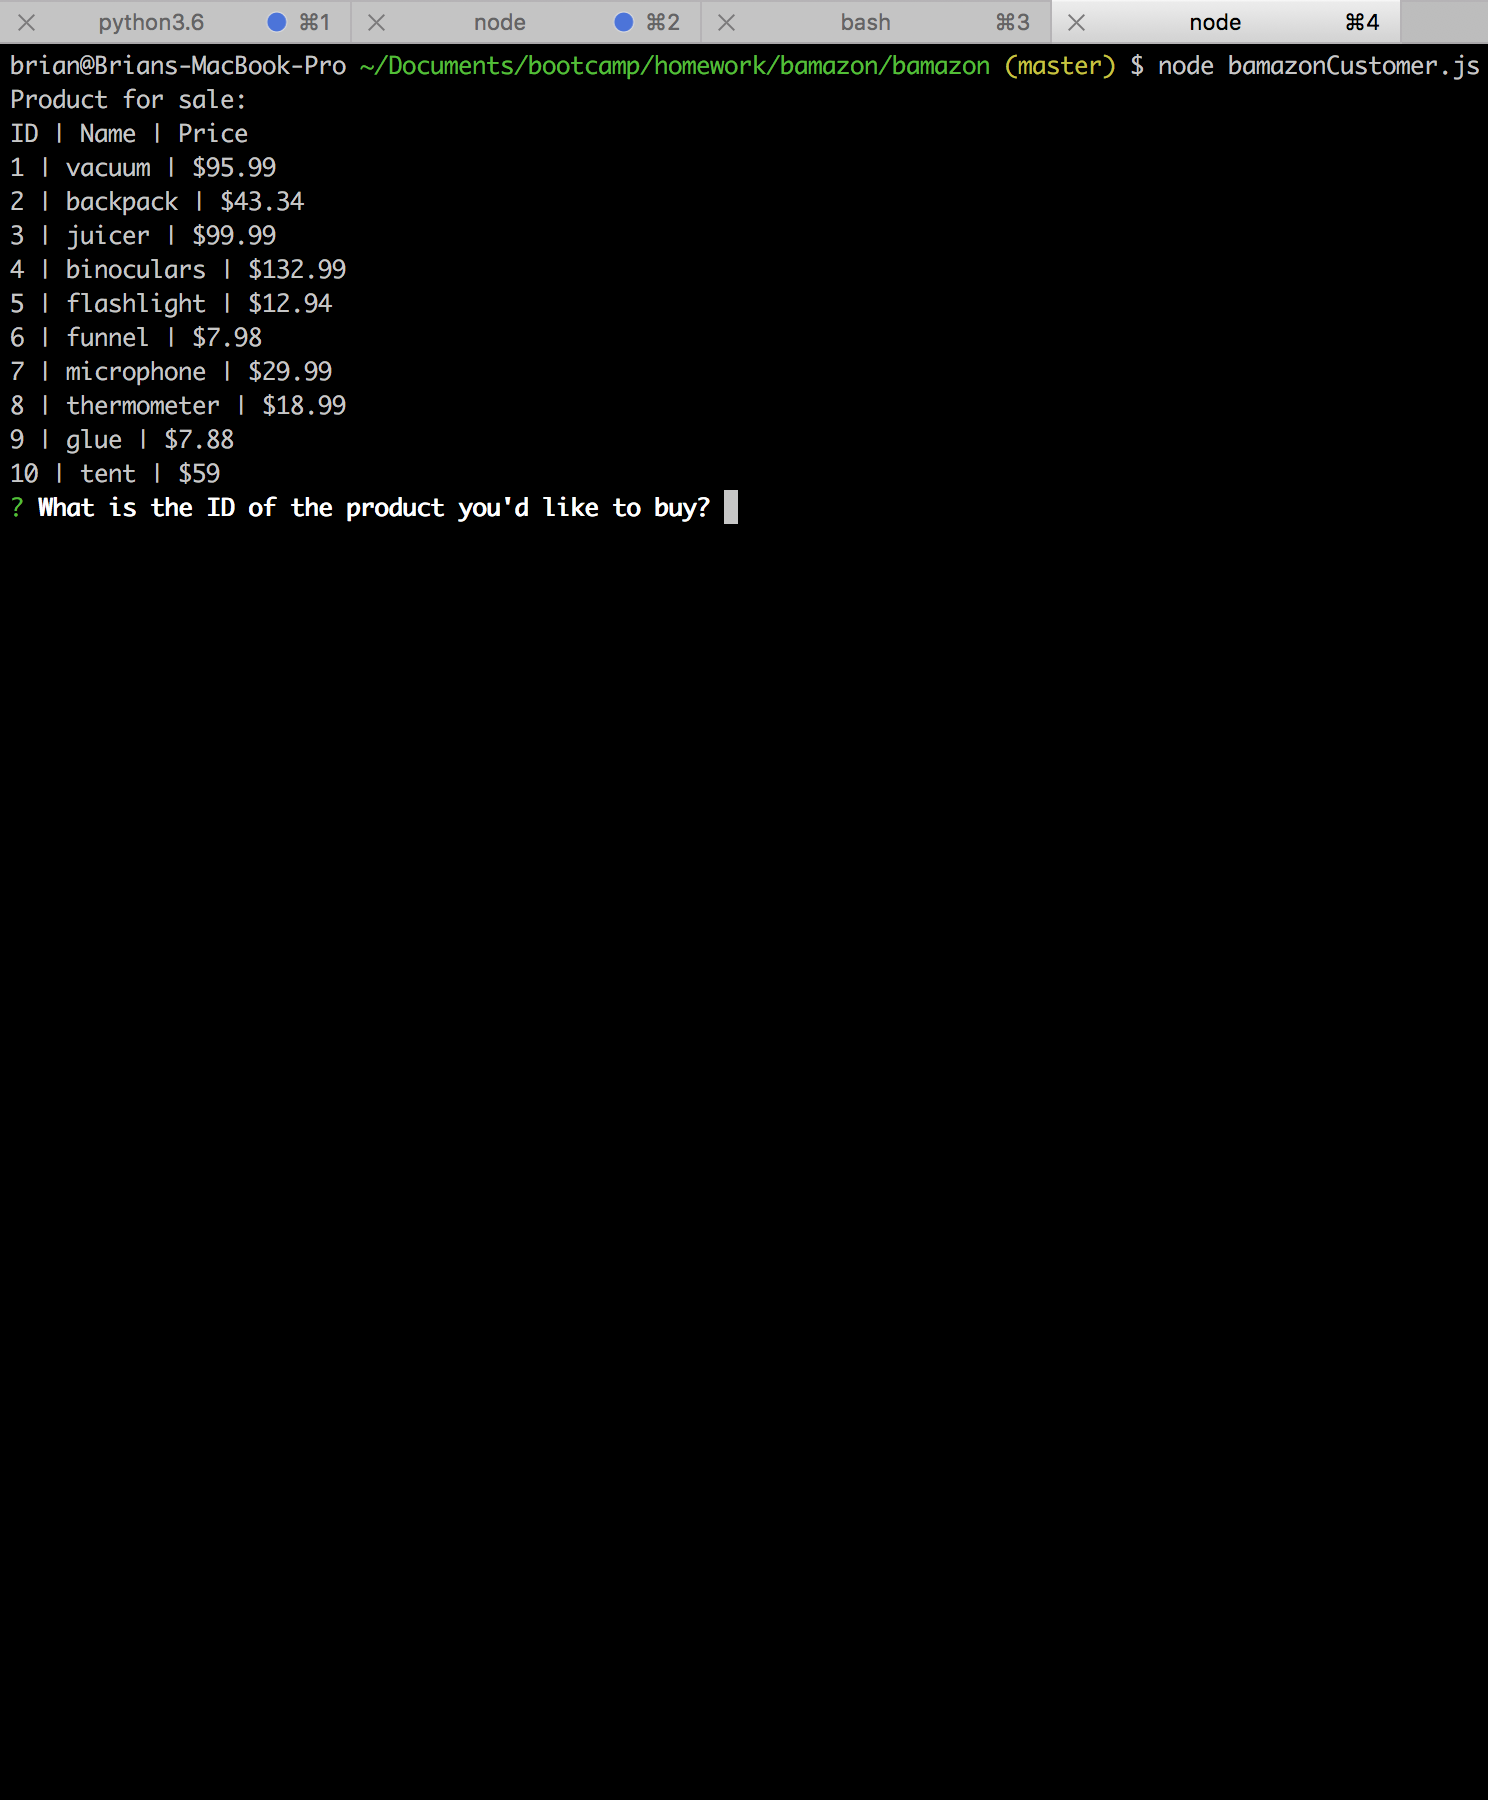 python3.6 ⌘1 node ⌘2 bash ⌘3 node ⌘4
brian@Brians-MacBook-Pro ~/Documents/bootcamp/homework/bamazon/bamazon (master) $ node bamazonCustomer.js
Product for sale:
ID | Name | Price
1 | vacuum | $95.99
2 | backpack | $43.34
3 | juicer | $99.99
4 | binoculars | $132.99
5 | flashlight | $12.94
6 | funnel | $7.98
7 | microphone | $29.99
8 | thermometer | $18.99
9 | glue | $7.88
10 | tent | $59
? What is the ID of the product you'd like to buy?